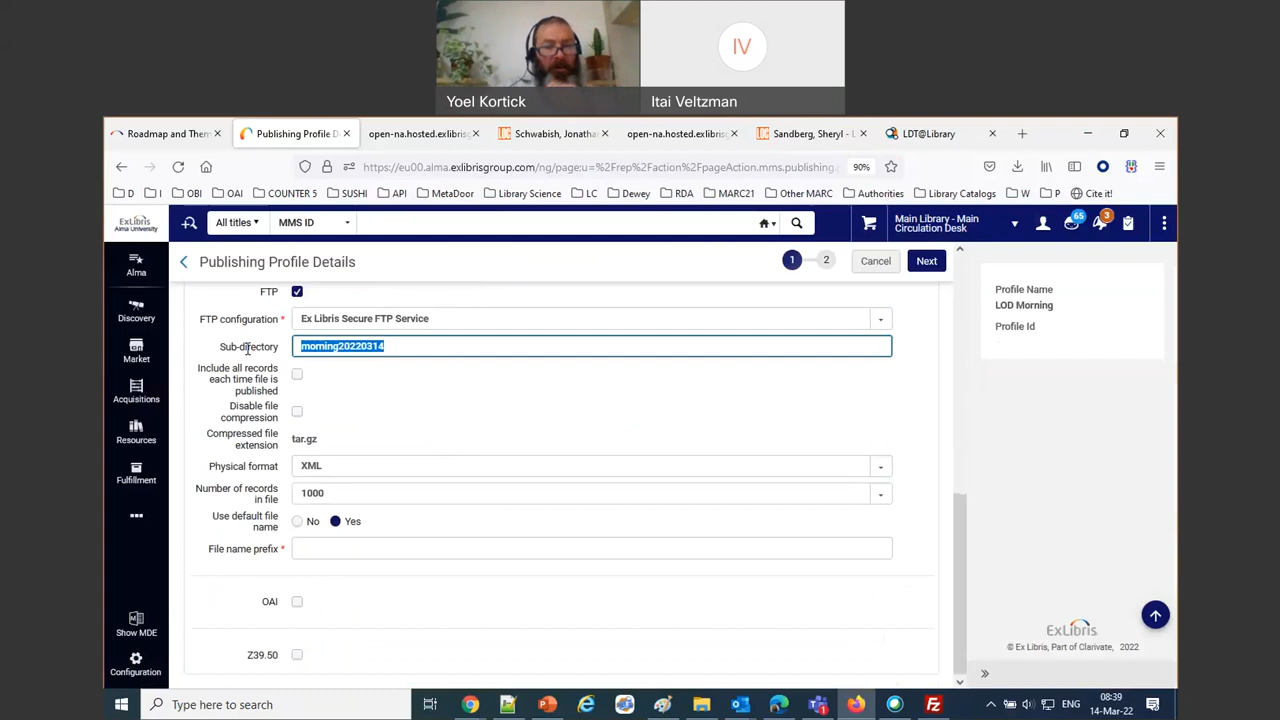 IV
Yoel Kortick
Itai Veltzman
Roadmap and Them
Publishing Profile D
open-na.hosted.exlibrisg
Schwabish, Jonathan
open-na.hosted.exlibrisg
Sandberg, Sheryl - L
LDT@Library
https://eu00.alma.exlibrisgroup.com/ng/page:u=%2Frep%2Faction%2FpageAction.mms.publishing.
90%
D
I
OBI
OAI
COUNTER 5
SUSHI
API
MetaDoor
Library Science
LC
Dewey
RDA
MARC21
Other MARC
Authorities
Library Catalogs
W
P
Cite it!
ExLibris
Alma University
All titles
MMS ID
Main Library - Main
Circulation Desk
65
3
Alma
Discovery
Market
Acquisitions
Resources
Fulfillment
Show MDE
Configuration
Publishing Profile Details
1
2
Cancel
Next
FTP
FTP configuration *
Ex Libris Secure FTP Service
Sub-directory
morning20220314
Include all records
each time file is
published
Disable file
compression
Compressed file
extension
tar.gz
Physical format
XML
Number of records
in file
1000
Use default file
name
No
Yes
File name prefix *
OAI
Z39.50
Profile Name
LOD Morning
Profile Id
-
ExLibris
© Ex Libris, Part of Clarivate, 2022
Type here to search
ENG
08:39
14-Mar-22